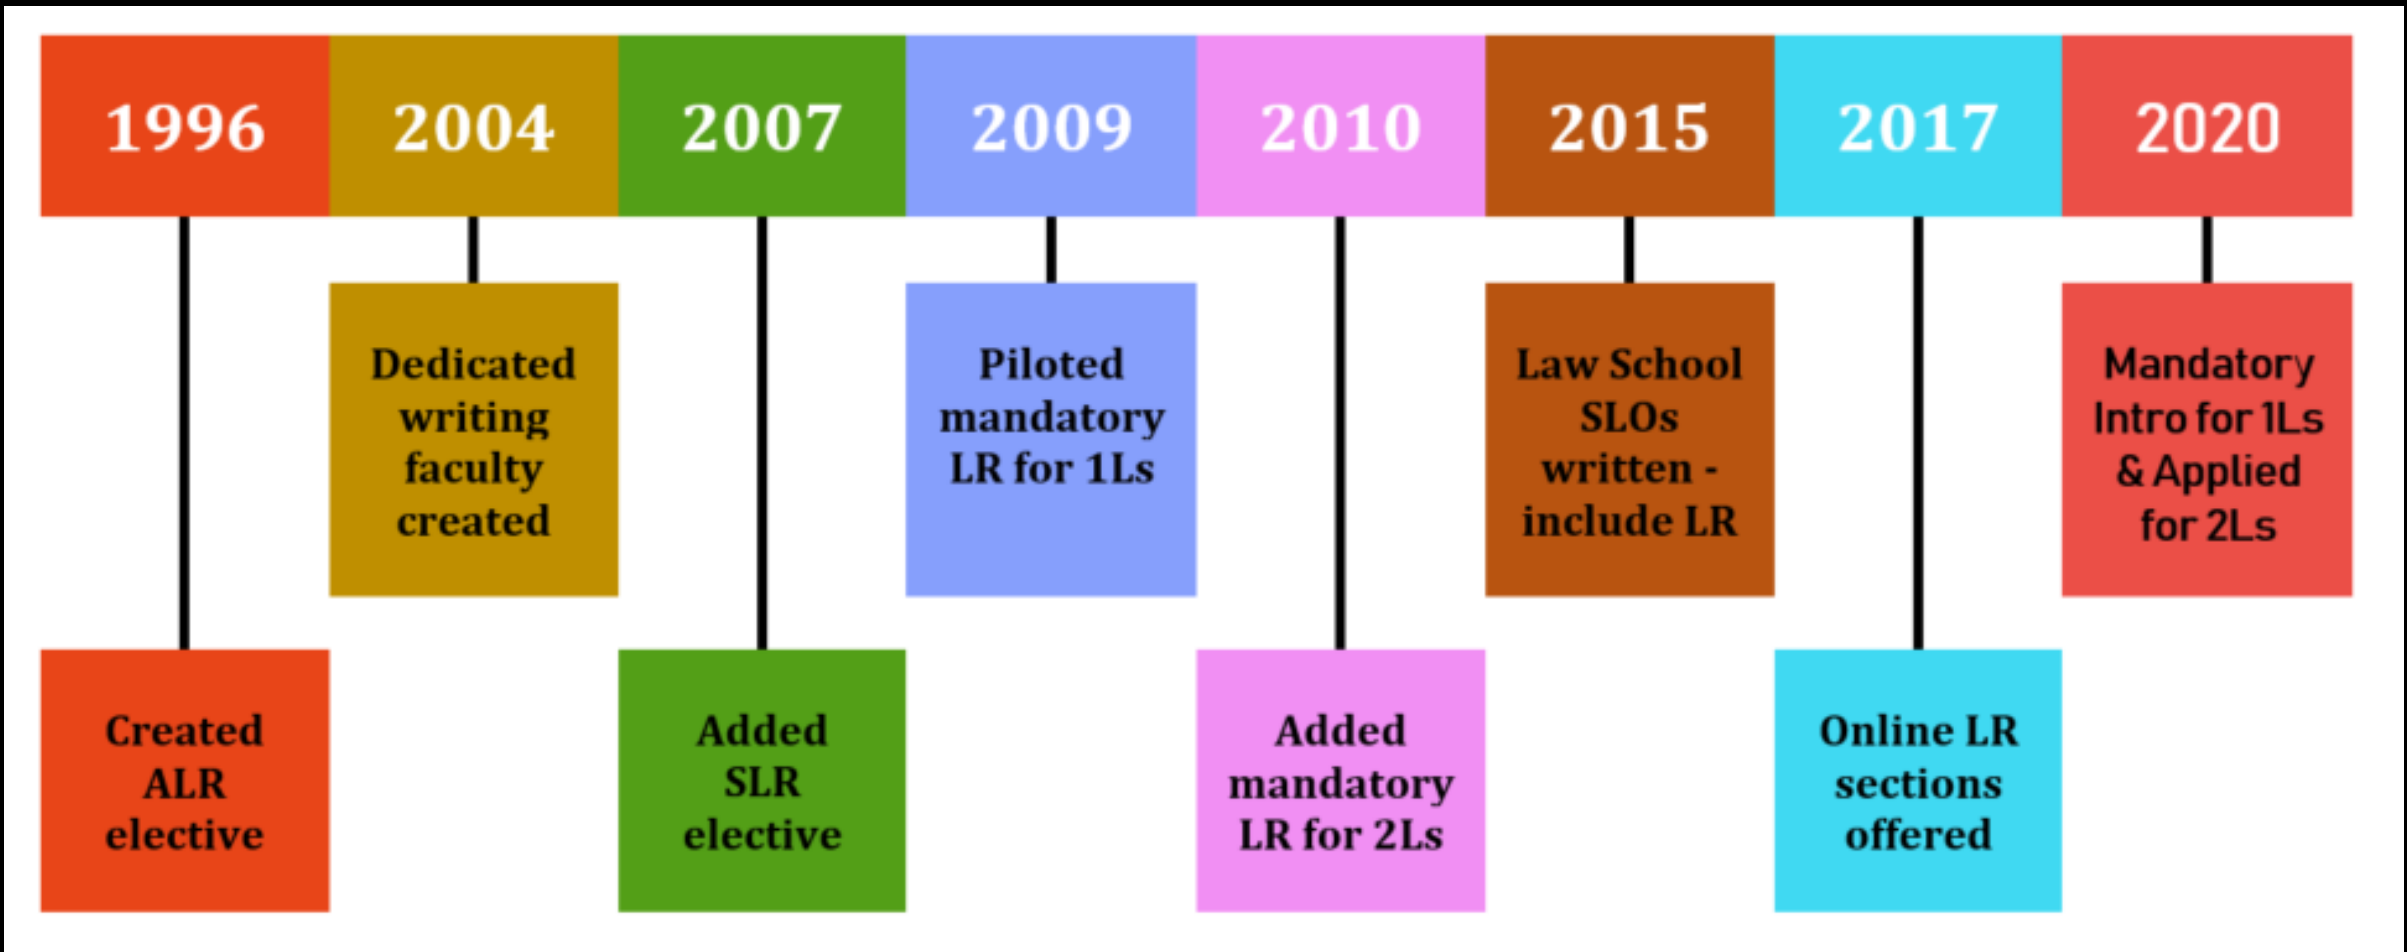 1996
2004
2007
2009
2010
2015
2017
2020
Dedicated
writing
faculty
created
Piloted
mandatory
LR for 1Ls
Law School
SLOs
written -
include LR
Mandatory
Intro for 1Ls
& Applied
for 2Ls
Created
ALR
elective
Added
SLR
elective
Added
mandatory
LR for 2Ls
Online LR
sections
offered